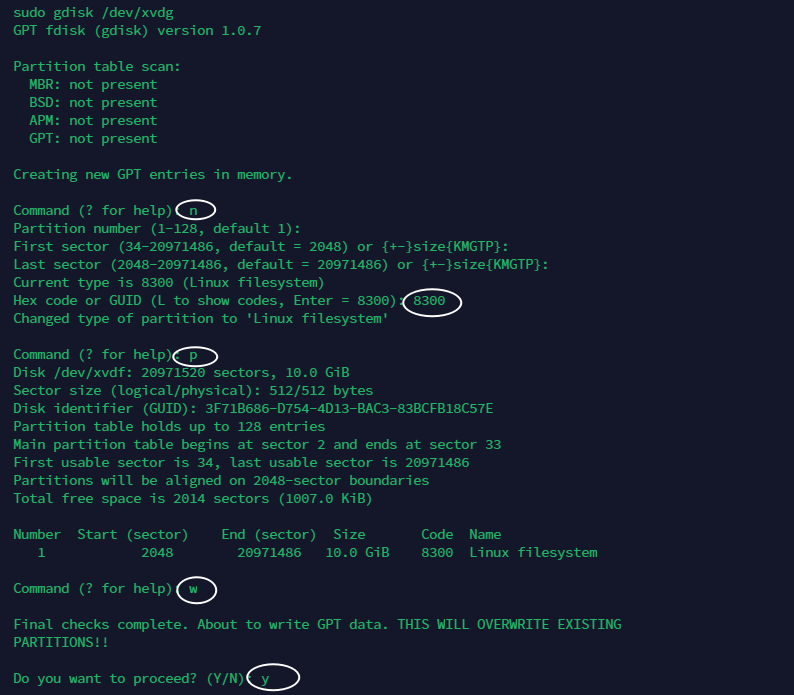 sudo gdisk /dev/xvdg
GPT fdisk (gdisk) version 1.0.7
Partition table scan:
MBR: not present
BSD: not present
APM: not present
GPT: not present
Creating new GPT entries in memory.
Command (? for help): n
Partition number (1-128, default 1):
First sector (34-20971486, default = 2048) or {+-}size{KMGTP}:
Last sector (2048-20971486, default = 20971486) or {+-}size{KMGTP}:
Current type is 8300 (Linux filesystem)
Hex code or GUID (L to show codes, Enter = 8300): 8300
Changed type of partition to 'Linux filesystem'
Command (? for help): p
Disk /dev/xvdf: 20971520 sectors, 10.0 GiB
Sector size (logical/physical): 512/512 bytes
Disk identifier (GUID): 3F71B686-D754-4D13-BAC3-83BCFB18C57E
Partition table holds up to 128 entries
Main partition table begins at sector 2 and ends at sector 33
First usable sector is 34, last usable sector is 20971486
Partitions will be aligned on 2048-sector boundaries
Total free space is 2014 sectors (1007.0 KiB)
Number Start (sector) End (sector) Size Code Name
1 2048 20971486 10.0 GiB 8300 Linux filesystem
Command (? for help): w
Final checks complete. About to write GPT data. THIS WILL OVERWRITE EXISTING
PARTITIONS!!
Do you want to proceed? (Y/N): y